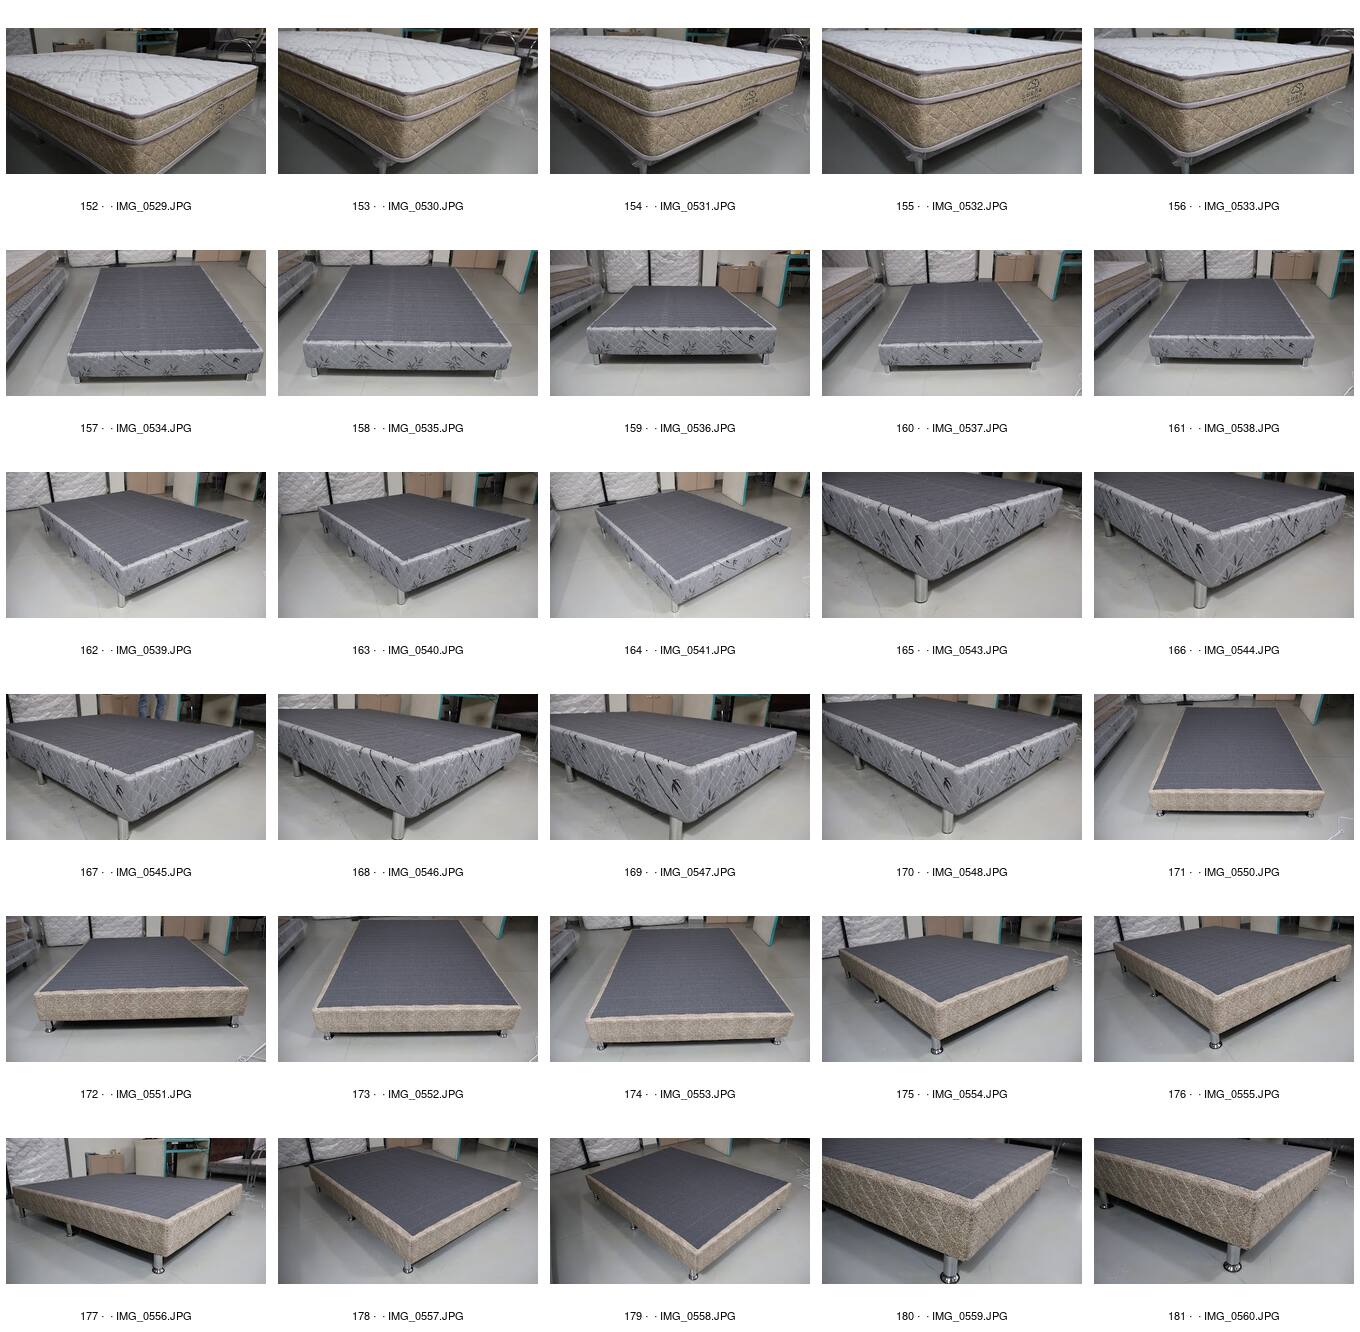 152 · · IMG_0529.JPG
153 · · IMG_0530.JPG
154 · · IMG_0531.JPG
155 · · IMG_0532.JPG
156 · · IMG_0533.JPG
157 · · IMG_0534.JPG
158 · · IMG_0535.JPG
159 · · IMG_0536.JPG
160 · · IMG_0537.JPG
161 · · IMG_0538.JPG
162 · · IMG_0539.JPG
163 · · IMG_0540.JPG
164 · · IMG_0541.JPG
165 · · IMG_0543.JPG
166 · · IMG_0544.JPG
167 · · IMG_0545.JPG
168 · · IMG_0546.JPG
169 · · IMG_0547.JPG
170 · · IMG_0548.JPG
171 · · IMG_0550.JPG
172 · · IMG_0551.JPG
173 · · IMG_0552.JPG
174 · · IMG_0553.JPG
175 · · IMG_0554.JPG
176 · · IMG_0555.JPG
177 · · IMG_0556.JPG
178 · · IMG_0557.JPG
179 · · IMG_0558.JPG
180 · · IMG_0559.JPG
181 · · IMG_0560.JPG